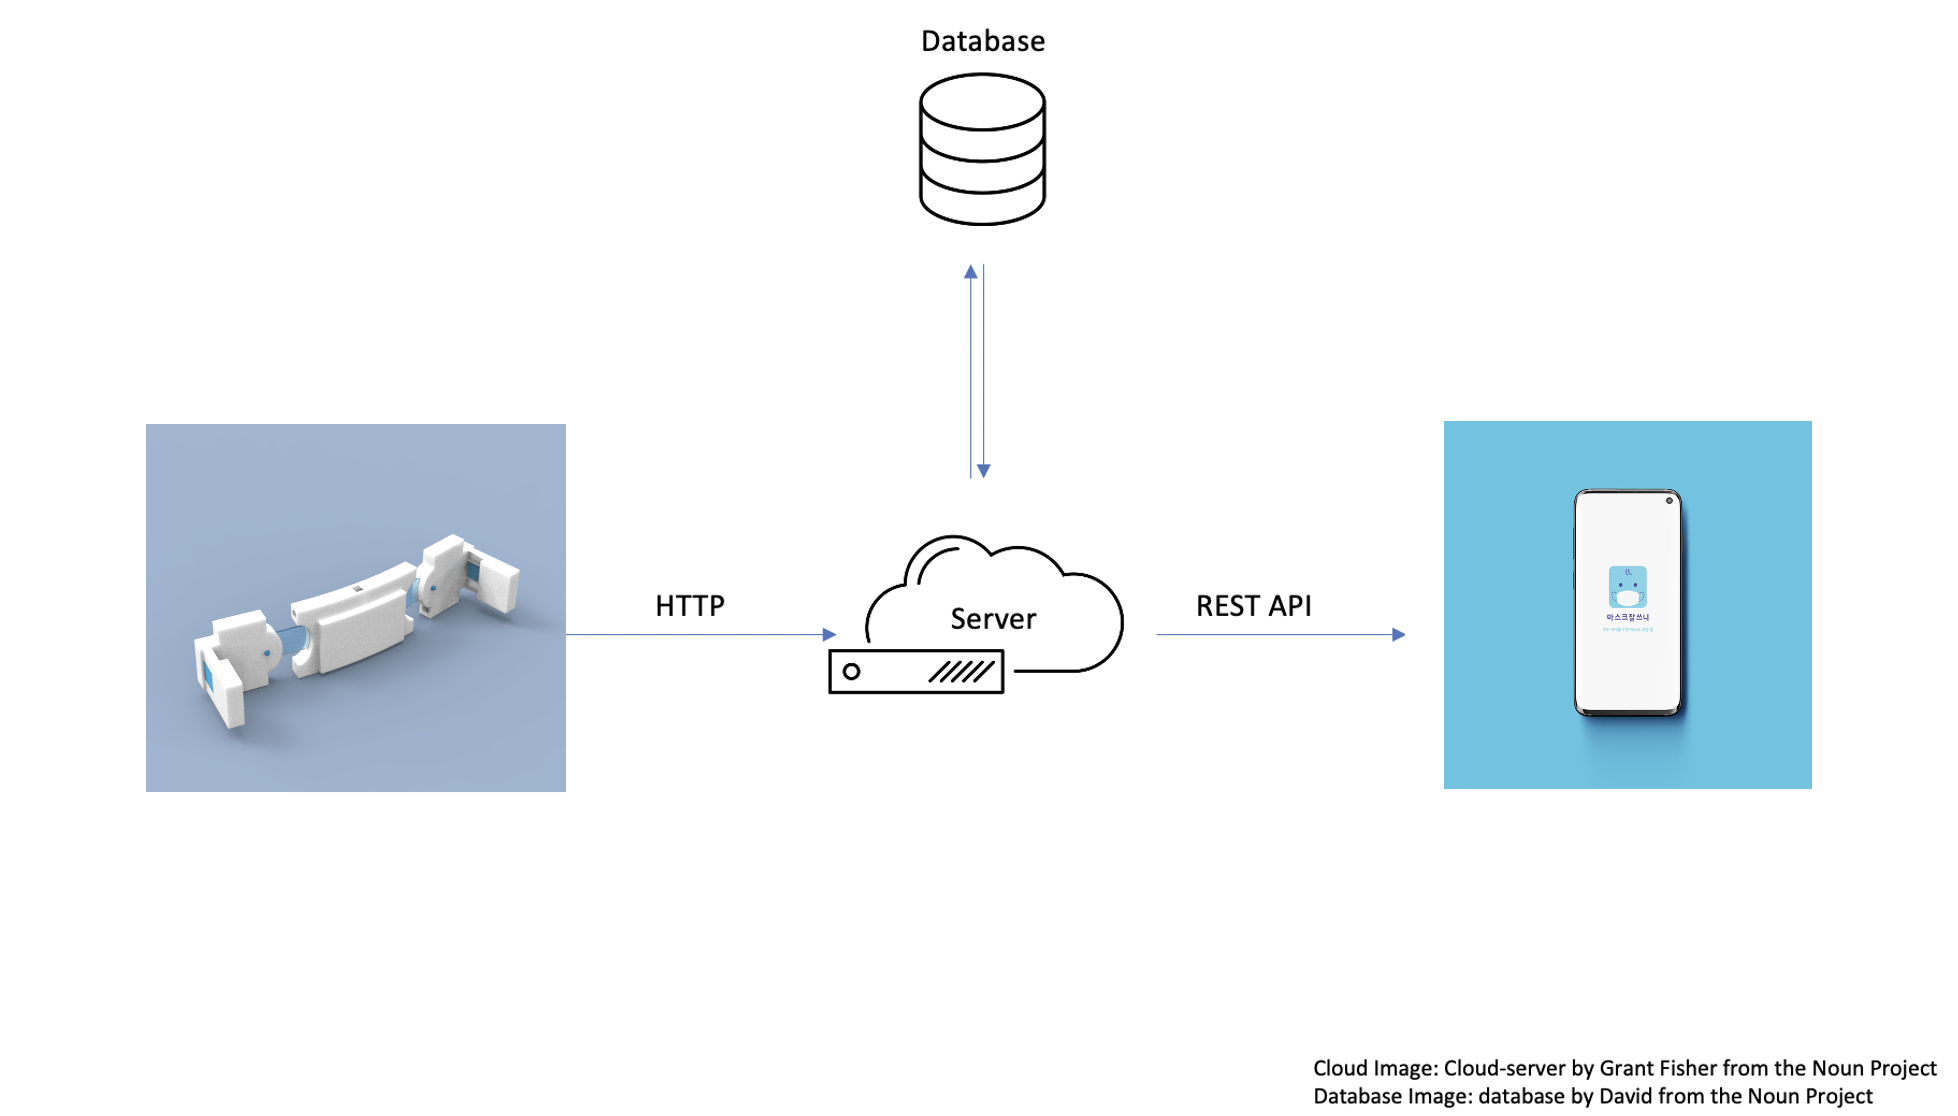 Database
HTTP
Server
REST API
마스크잘쓰니
Cloud Image: Cloud-server by Grant Fisher from the Noun Project
Database Image: database by David from the Noun Project